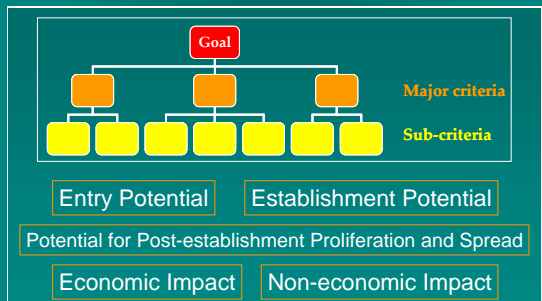 Goal
Major criteria
Sub-criteria
Entry Potential
Establishment Potential
Potential for Post-establishment Proliferation and Spread
Economic Impact
Non-economic Impact